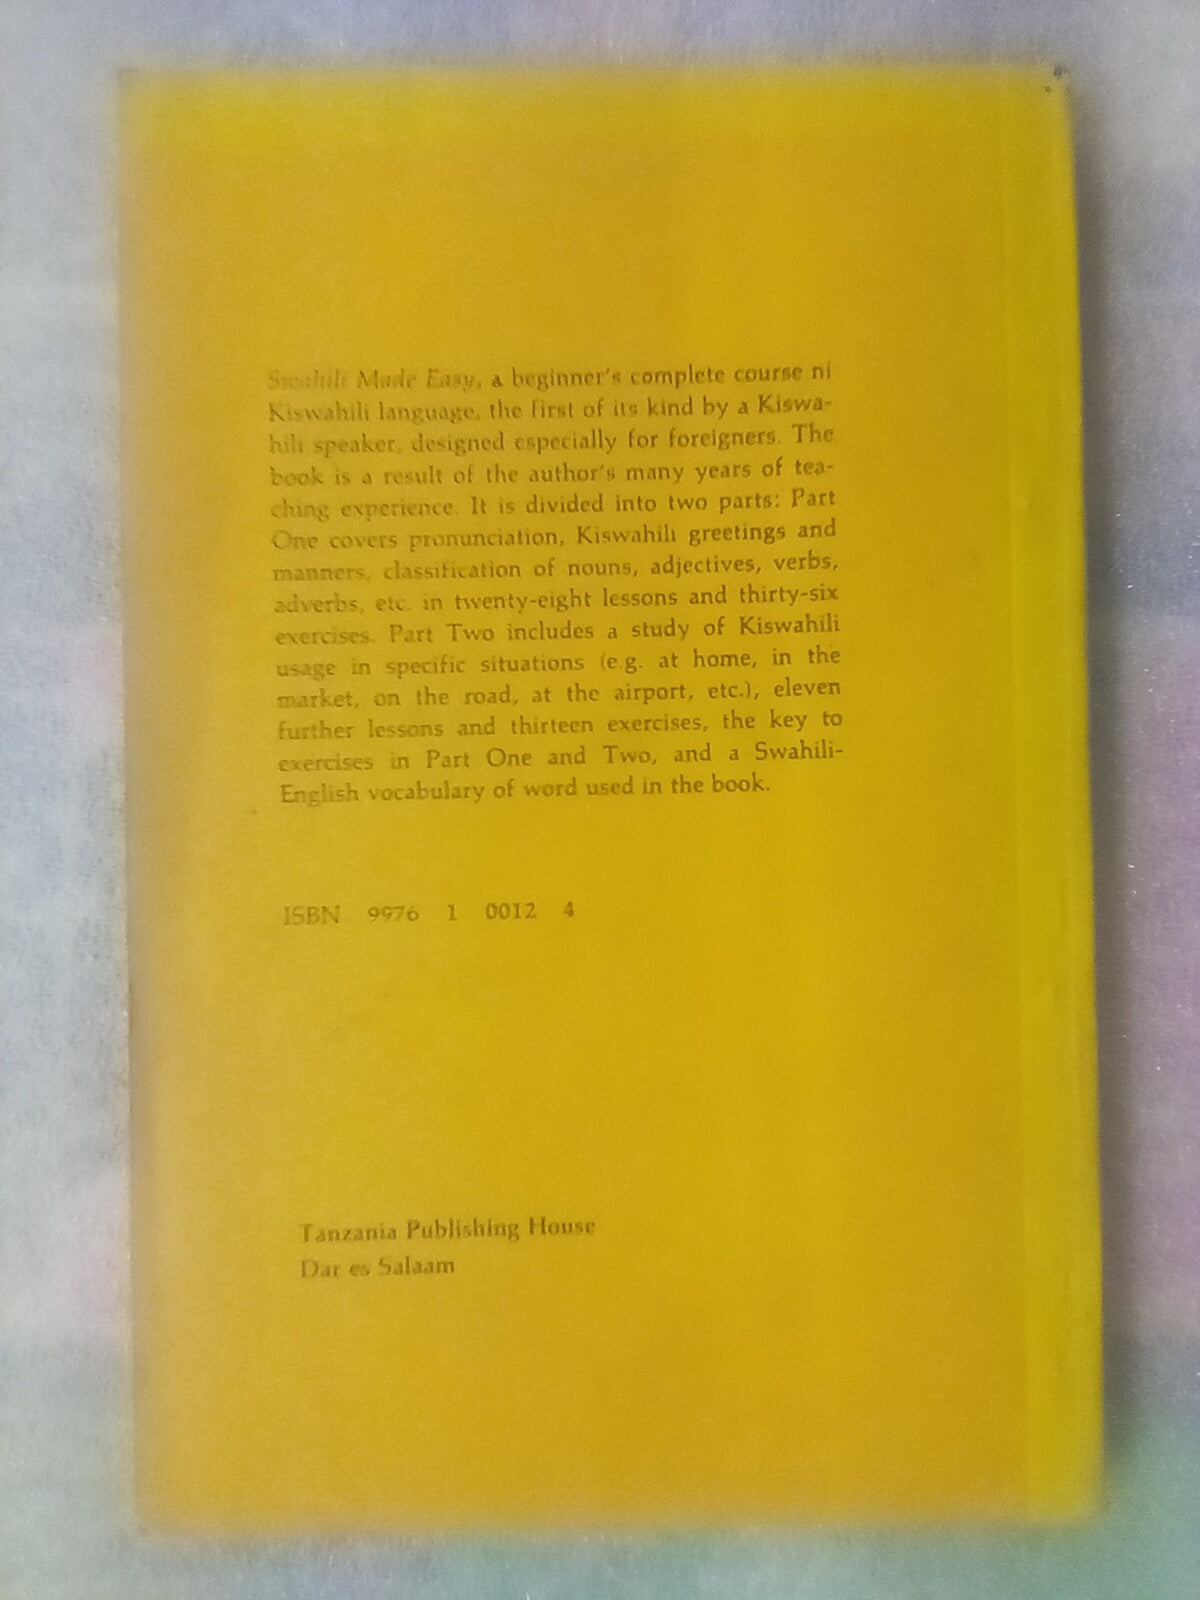 Swahili Made Easy, a beginner's complete course ni
Kiswahili language, the first of its kind by a Kiswa-
hili speaker, designed especially for foreigners. The
book is a result of the author's many years of tea-
ching experience. It is divided into two parts: Part
One covers pronunciation, Kiswahili greetings and
manners, classification of nouns, adjectives, verbs,
adverbs, etc. in twenty-eight lessons and thirty-six
exercises. Part Two includes a study of Kiswahili
usage in specific situations (e.g. at home, in the
market, on the road, at the airport, etc.), eleven
further lessons and thirteen exercises, the key to
exercises in Part One and Two, and a Swahili-
English vocabulary of word used in the book.
ISBN 9976 1 0012 4
Tanzania Publishing House
Dar es Salaam